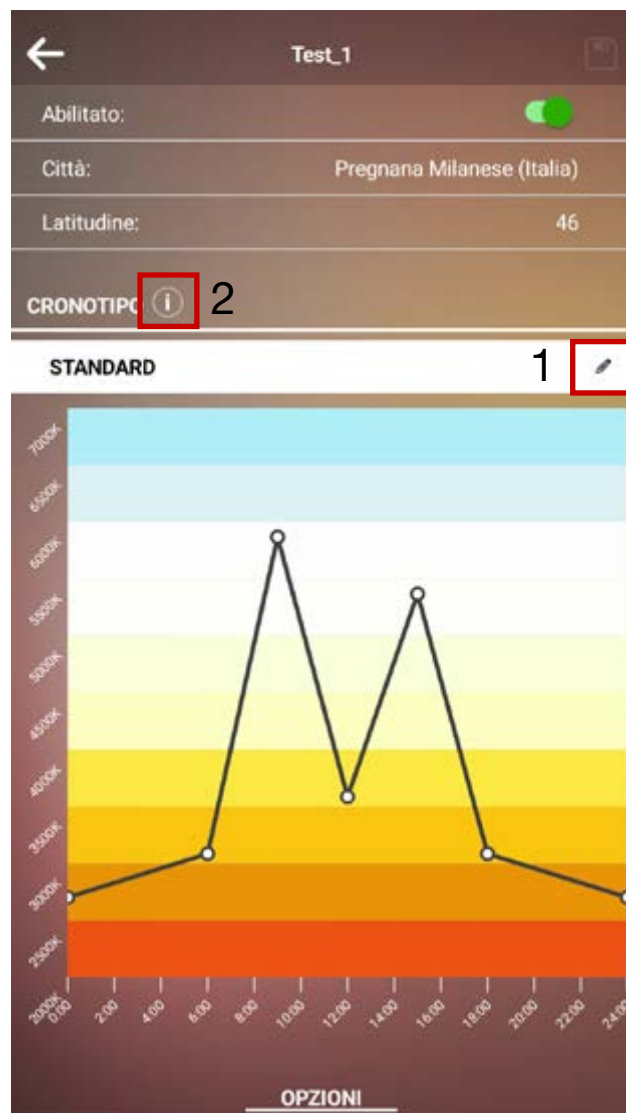 Test_1
Abilitato:
Città: Pregnana Milanese (Italia)
Latitudine: 46
CRONOTIPO i 2
STANDARD 1
7000K
6500K
6000K
5500K
5000K
4500K
4000K
3500K
3000K
2500K
2000K
0:00 2:00 4:00 6:00 8:00 10:00 12:00 14:00 16:00 18:00 20:00 22:00 24:00
OPZIONI